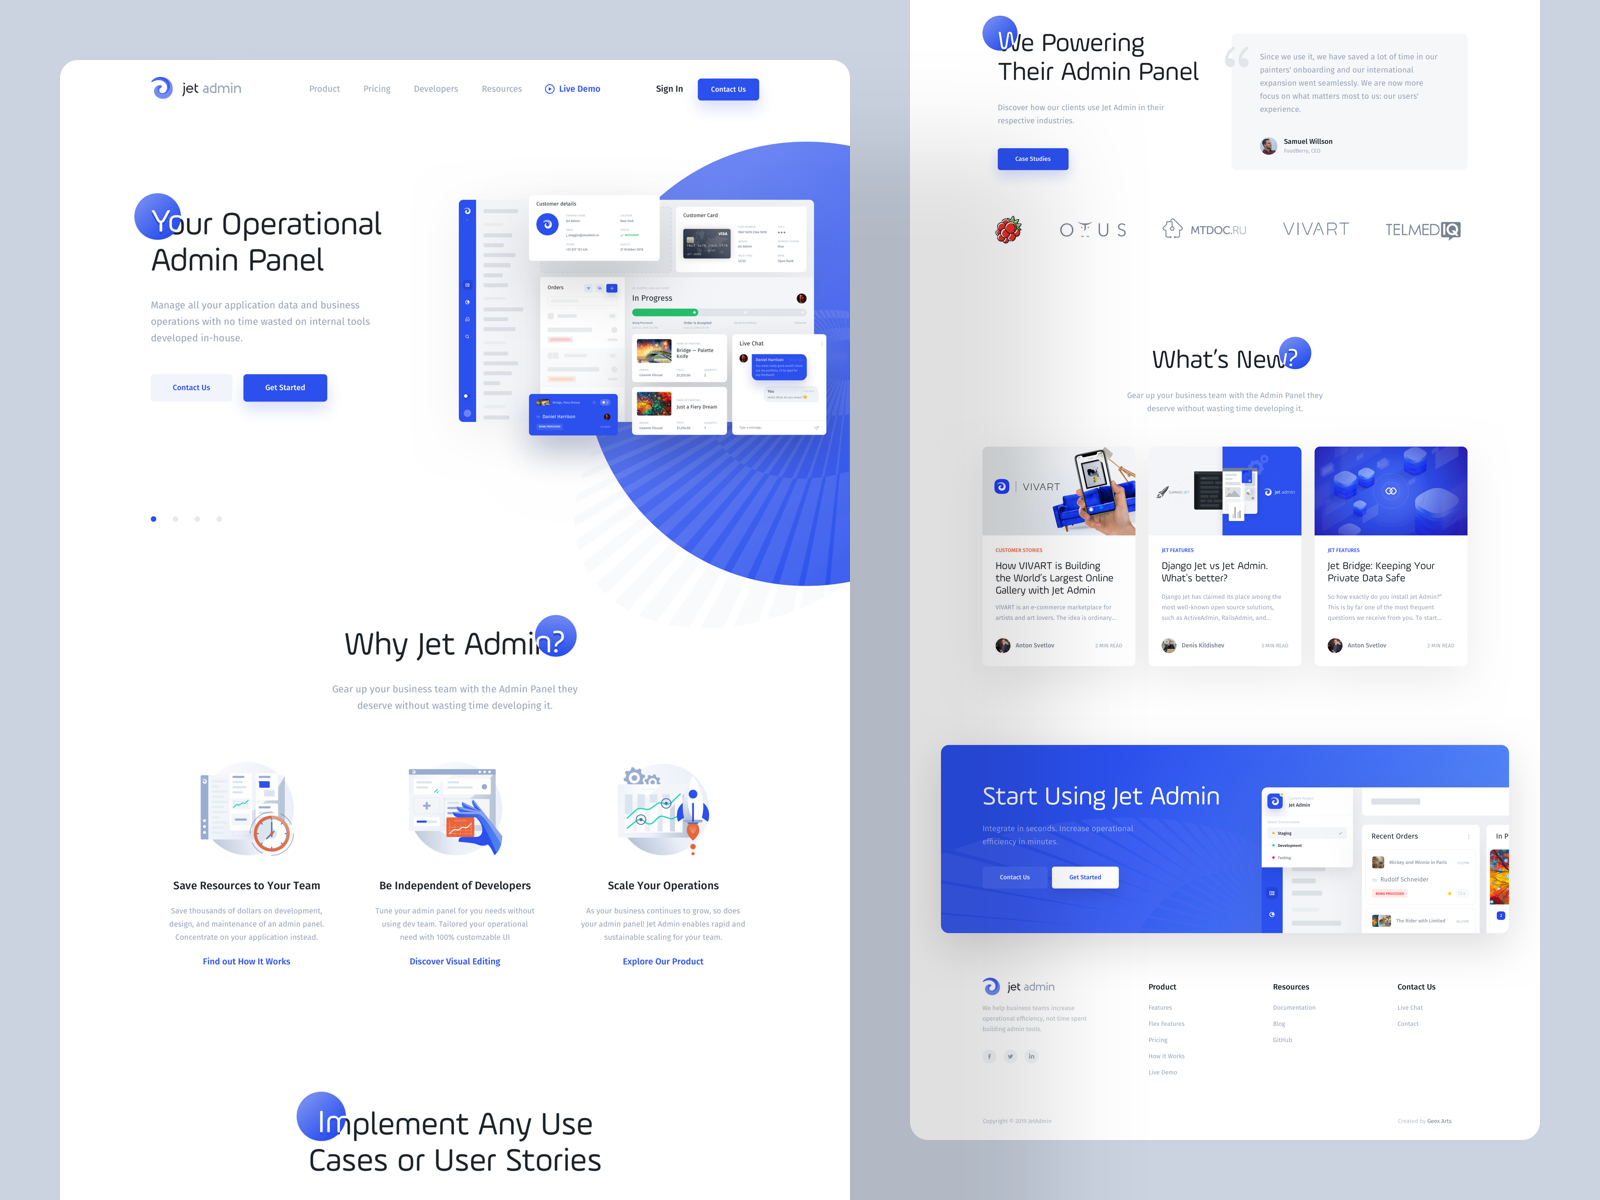 jet admin
Product
Pricing
Developers
Resources
Live Demo
Sign In
Contact Us
Your Operational
Admin Panel
Manage all your application data and business
operations with no time wasted on internal tools
developed in-house.
Contact Us
Get Started
Customer details
Customer Card
VISA
Orders
In Progress
Bridge — Palette
Knife
Just a Fiery Dream
Live Chat
Daniel Harrison
You
Daniel Harrison
Why Jet Admin?
Gear up your business team with the Admin Panel they
deserve without wasting time developing it.
Save Resources to Your Team
Save thousands of dollars on development,
design, and maintenance of an admin panel.
Concentrate on your application instead.
Find out How It Works
Be Independent of Developers
Tune your admin panel for you needs without
using dev team. Tailored your operational
need with 100% customzable UI
Discover Visual Editing
Scale Your Operations
As your business continues to grow, so does
your admin panel! Jet Admin enables rapid and
sustainable scaling for your team.
Explore Our Product
Implement Any Use
Cases or User Stories
We Powering
Their Admin Panel
Discover how our clients use Jet Admin in their
respective industries.
Case Studies
“
Since we use it, we have saved a lot of time in our
painters' onboarding and our international
expansion went seamlessly. We are now more
focus on what matters most to us: our users'
experience.
Samuel Willson
FoodBerry, CEO
OTUS
MTDOC.RU
VIVART
TELMEDIQ
What's New?
Gear up your business team with the Admin Panel they
deserve without wasting time developing it.
VIVART
CUSTOMER STORIES
How VIVART is Building
the World's Largest Online
Gallery with Jet Admin
VIVART is an e-commerce marketplace for
artists and art lovers. The idea is ordinary...
Anton Svetlov
2 MIN READ
DJANGO JET
jet admin
JET FEATURES
Django Jet vs Jet Admin.
What's better?
Django Jet has claimed its place among the
most well-known open source solutions,
such as ActiveAdmin, RailsAdmin, and...
Denis Kildishev
3 MIN READ
JET FEATURES
Jet Bridge: Keeping Your
Private Data Safe
So how exactly do you install Jet Admin?"
This is by far one of the most frequent
questions we receive from you. To start...
Anton Svetlov
2 MIN READ
Start Using Jet Admin
Integrate in seconds. Increase operational
efficiency in minutes.
Contact Us
Get Started
Jet Admin
Staging
Development
Testing
Recent Orders
Mickey and Minnie in Paris
Rudolf Schneider
The Rider with Limited
In P
jet admin
We help business teams increase
operational efficiency, not time spent
building admin tools.
Product
Features
Flex Features
Pricing
How It Works
Live Demo
Resources
Documentation
Blog
GitHub
Contact Us
Live Chat
Contact
Copyright © 2019 JetAdmin
Created by Geex Arts